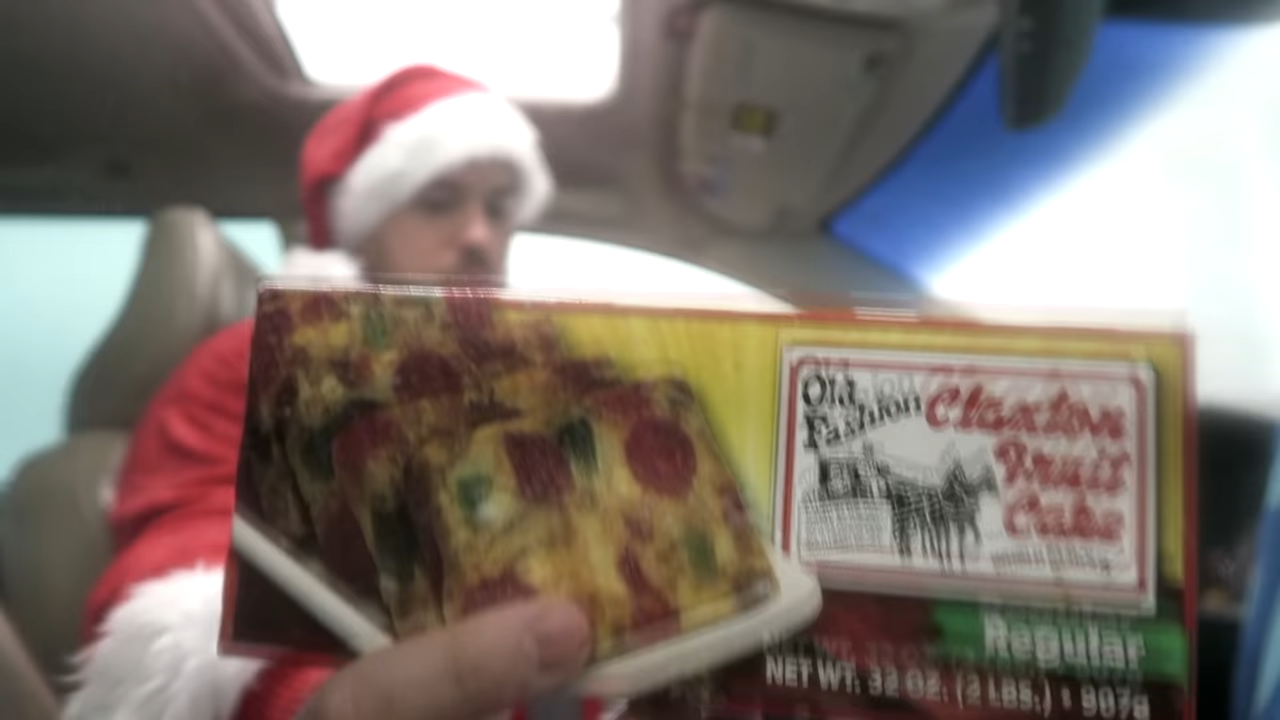 Old Fashion Claxton
Fruit
Cake
Regular
NET WT. 32 OZ. (2 LBS.) 907g